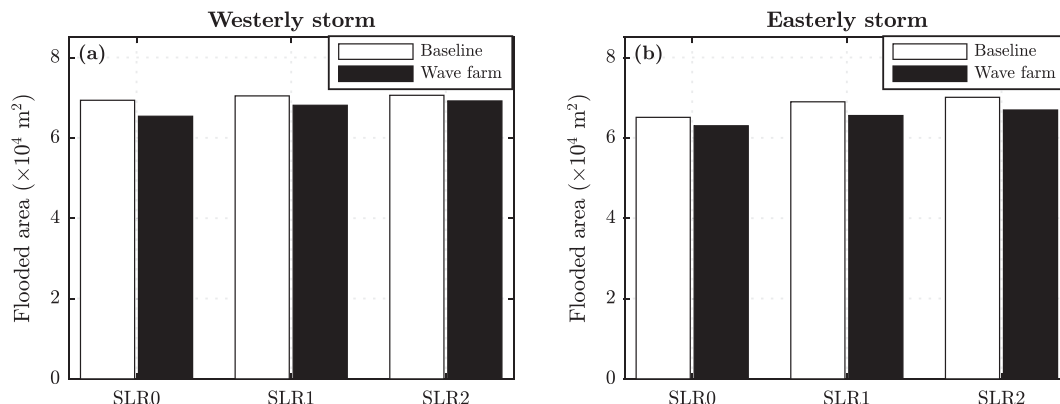 Westerly storm
(a)
Baseline
Wave farm
8
6
4
2
0
Flooded area (×10⁴ m²)
SLR0 SLR1 SLR2
Easterly storm
(b)
Baseline
Wave farm
8
6
4
2
0
Flooded area (×10⁴ m²)
SLR0 SLR1 SLR2